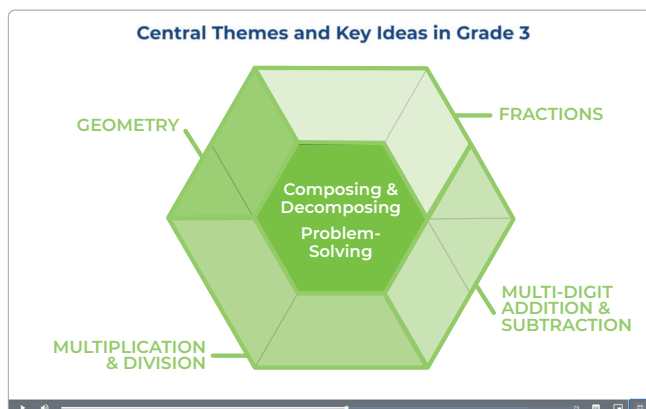 Central Themes and Key Ideas in Grade 3
GEOMETRY
FRACTIONS
Composing &
Decomposing
Problem-
Solving
MULTI-DIGIT
ADDITION &
SUBTRACTION
MULTIPLICATION
& DIVISION